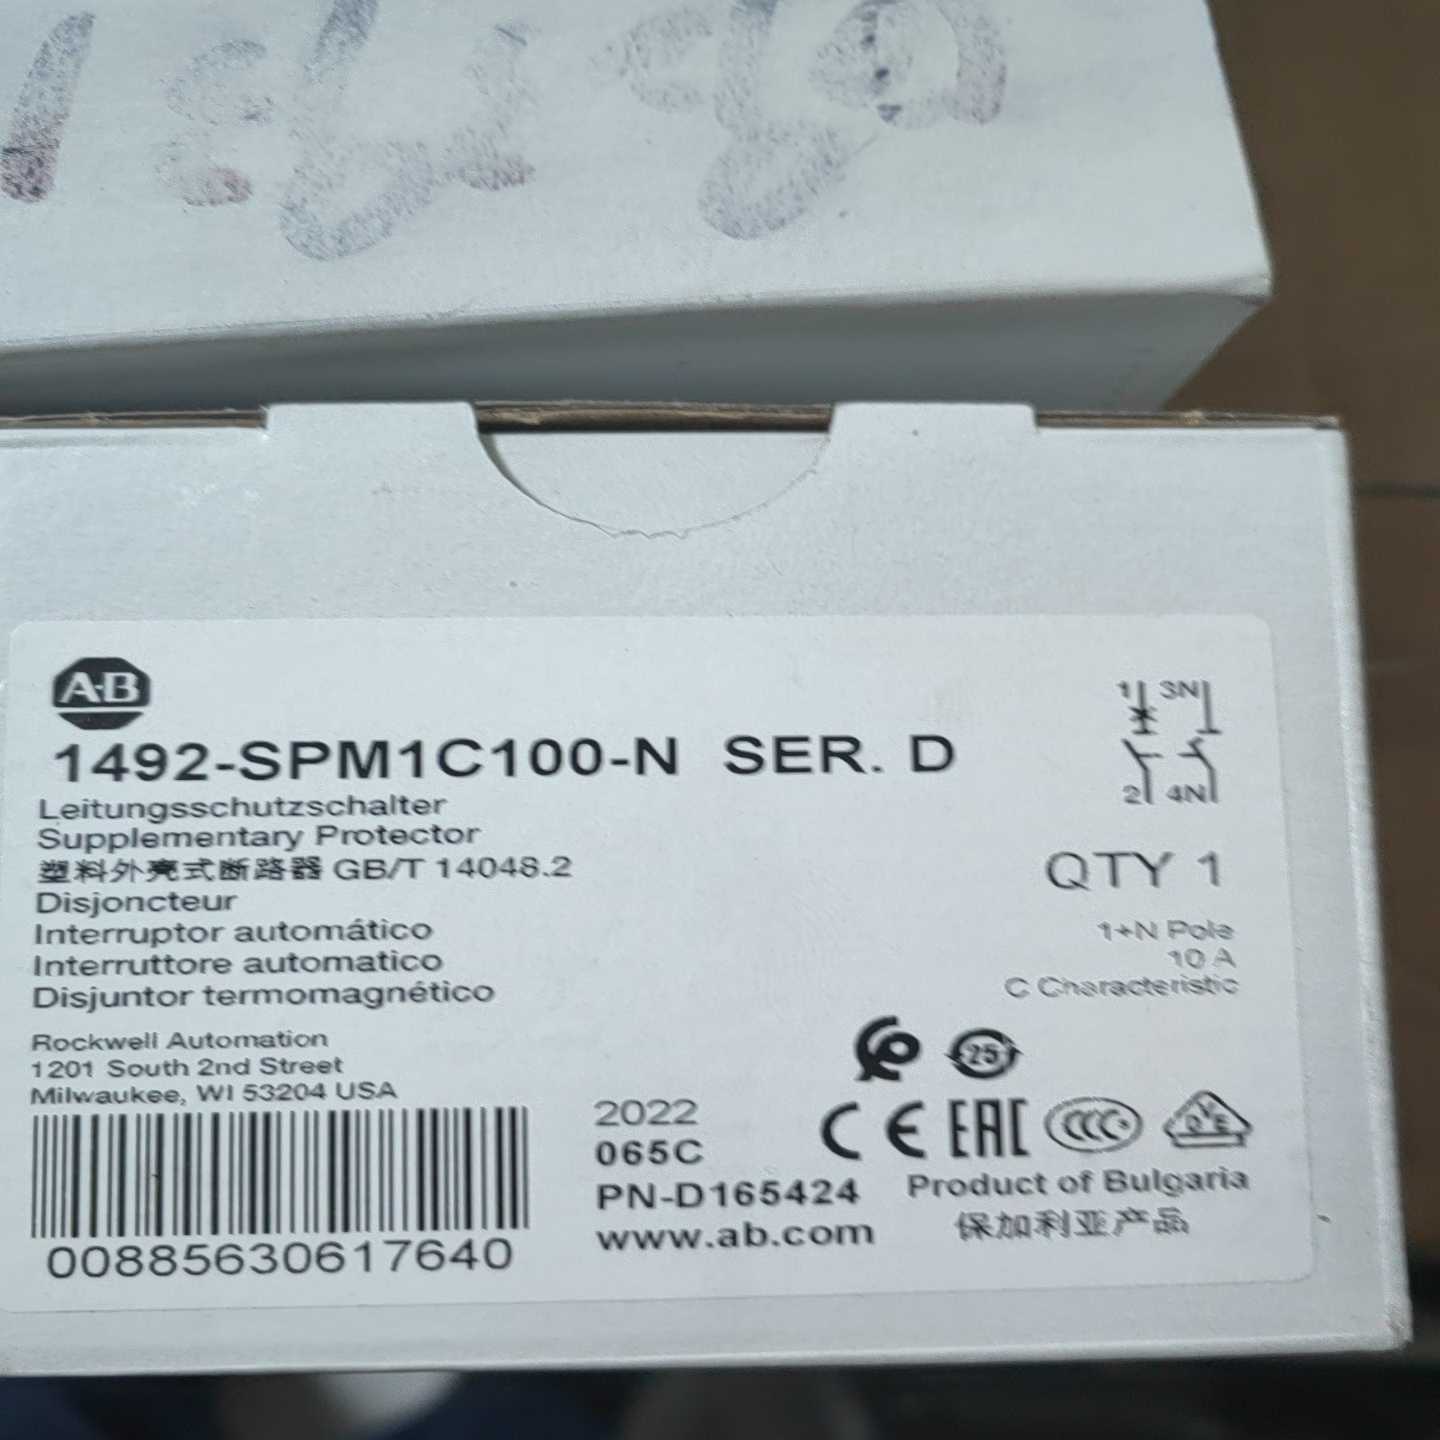 A-B
1492-SPM1C100-N SER. D
Leitungsschutzschalter
Supplementary Protector
塑料外壳式断路器 GB/T 14048.2
Disjoncteur
Interruptor automático
Interruttore automatico
Disjuntor termomagnético
Rockwell Automation
1201 South 2nd Street
Milwaukee, WI 53204 USA
00885630617640
1 3N
2 4N
QTY 1
1+N Pole
10 A
C Characteristic
25
2022
065C
PN-D165424
www.ab.com
CE EAC CCC OVE
Product of Bulgaria
保加利亚产品